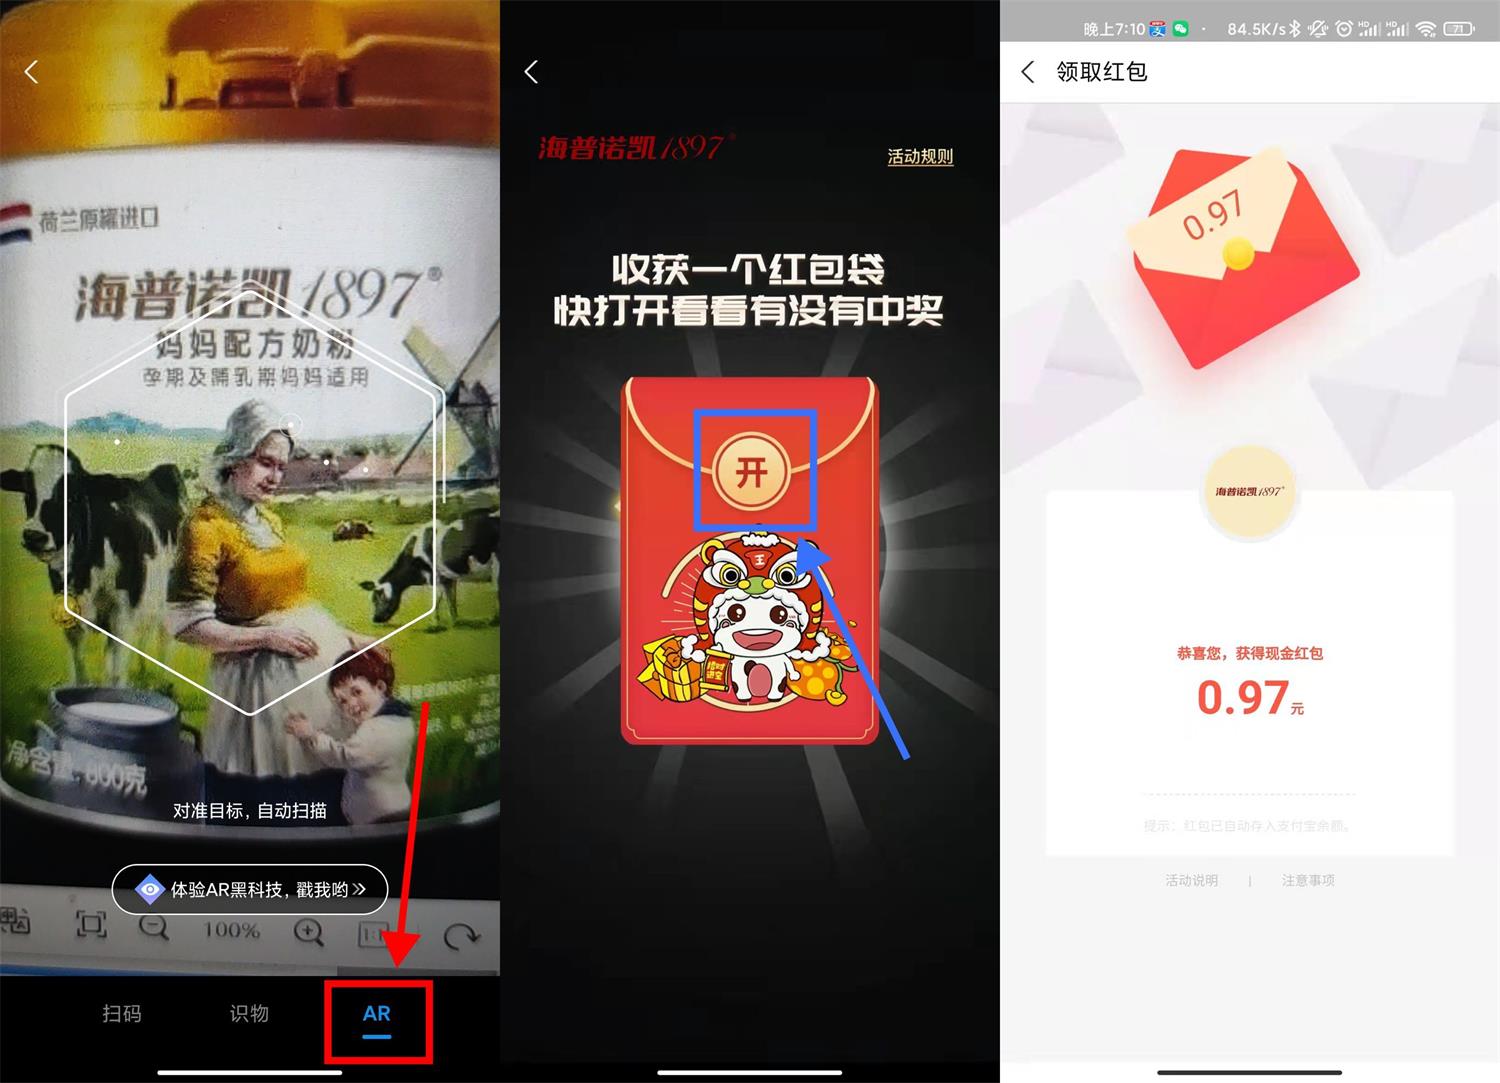 荷兰原罐进口
海普诺凯1897®
妈妈配方奶粉
孕期及哺乳期妈妈适用
净含量:800克
对准目标，自动扫描
体验AR黑科技，戳我哟>>
100%
1:1
扫码
识物
AR
海普诺凯1897®
活动规则
收获一个红包袋
快打开看看有没有中奖
开
王
晚上7:10
84.5K/s
HD
HD
71
领取红包
0.97
海普诺凯1897®
恭喜您，获得现金红包
0.97元
提示：红包已自动存入支付宝余额。
活动说明
|
注意事项